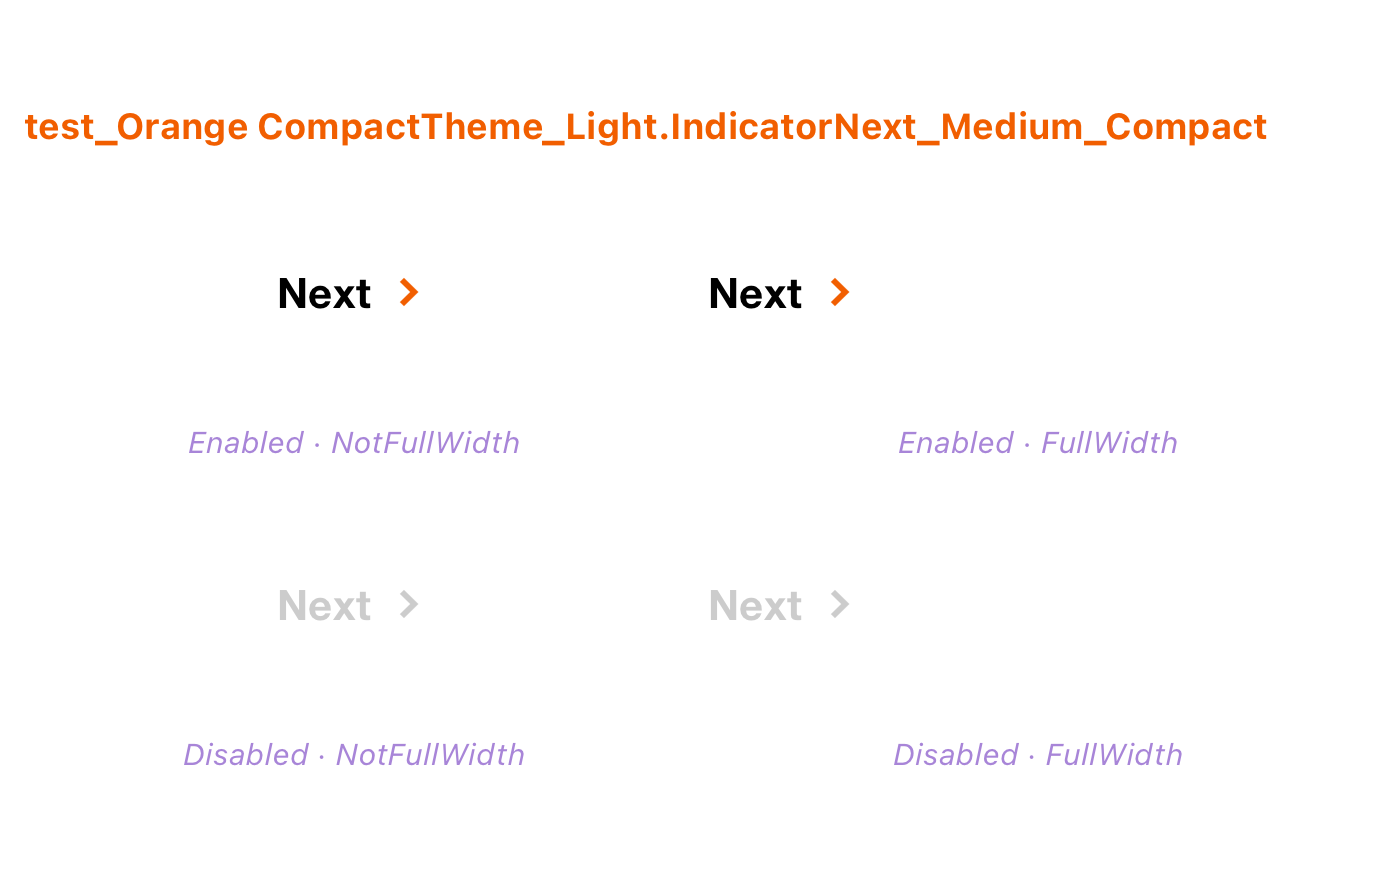 test_Orange CompactTheme_Light.IndicatorNext_Medium_Compact
Next Next
Enabled · NotFullWidth Enabled · FullWidth
Next Next
Disabled · NotFullWidth Disabled · FullWidth